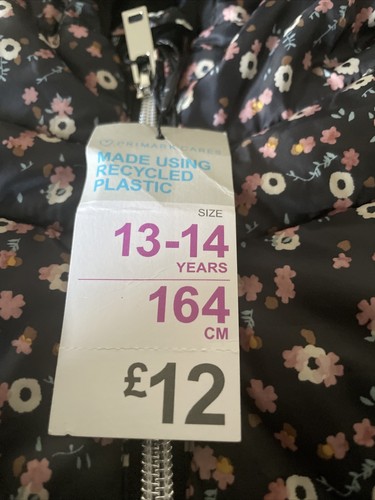 PRIMARK CARES
MADE USING
RECYCLED
PLASTIC
SIZE
13-14
YEARS
164
CM
£12